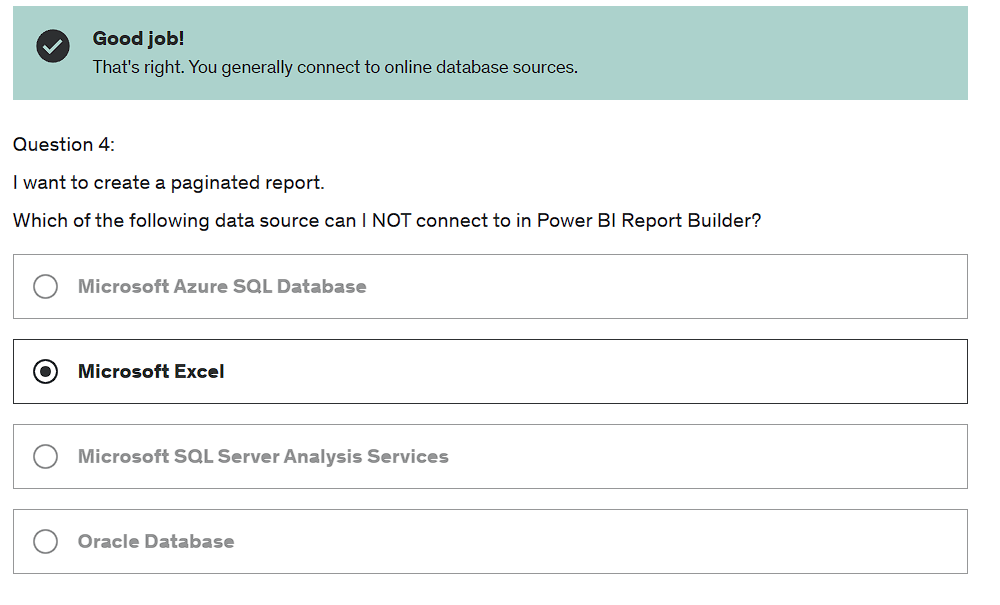 Good job!
That's right. You generally connect to online database sources.
Question 4:
I want to create a paginated report.
Which of the following data source can I NOT connect to in Power BI Report Builder?
Microsoft Azure SQL Database
Microsoft Excel
Microsoft SQL Server Analysis Services
Oracle Database